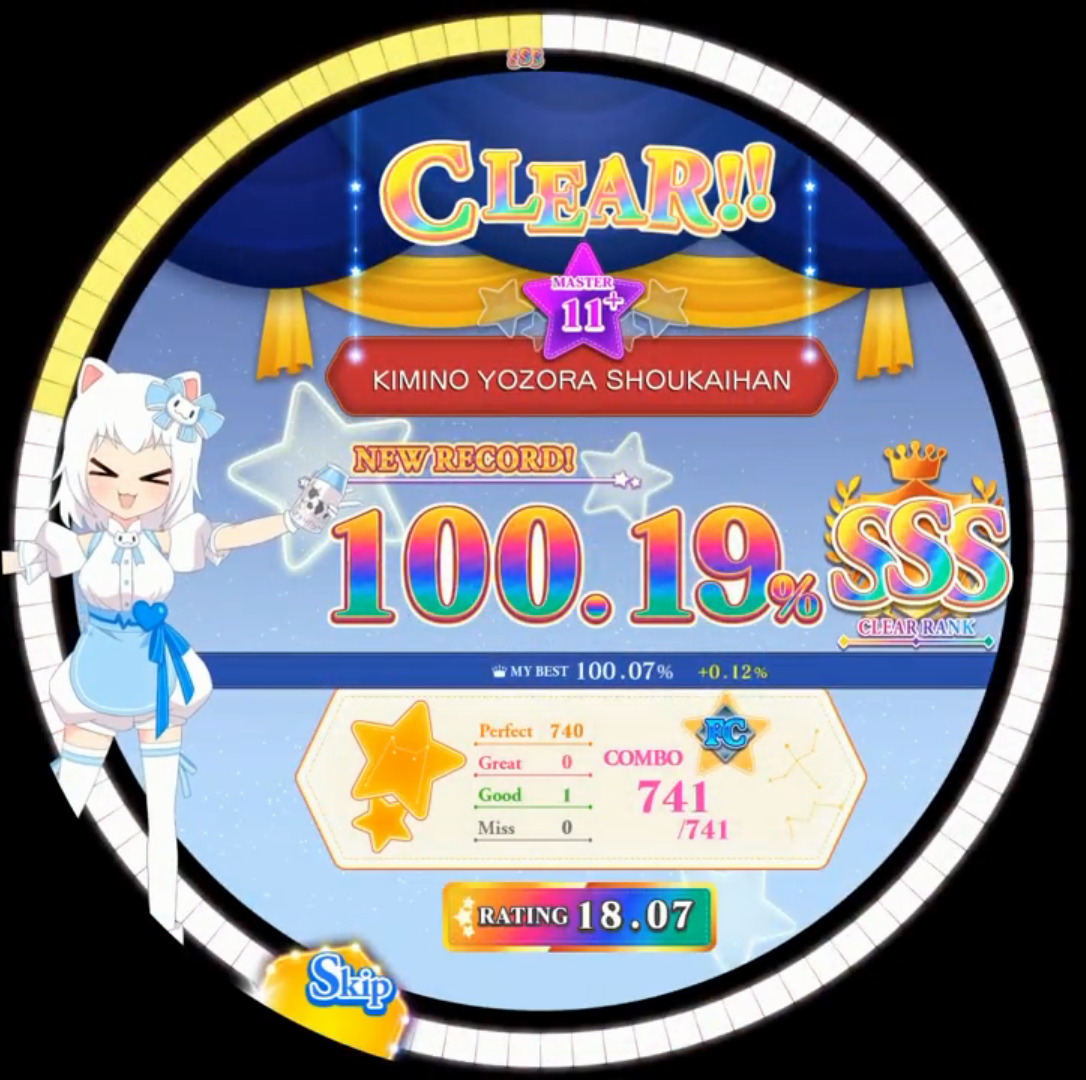 SSS
CLEAR!!
MASTER
11+
KIMINO YOZORA SHOUKAIHAN
NEW RECORD!
100.19%
SSS
CLEAR RANK
MY BEST 100.07% +0.12%
Perfect 740
Great 0
Good 1
Miss 0
FC
COMBO
741
/741
RATING 18.07
Skip